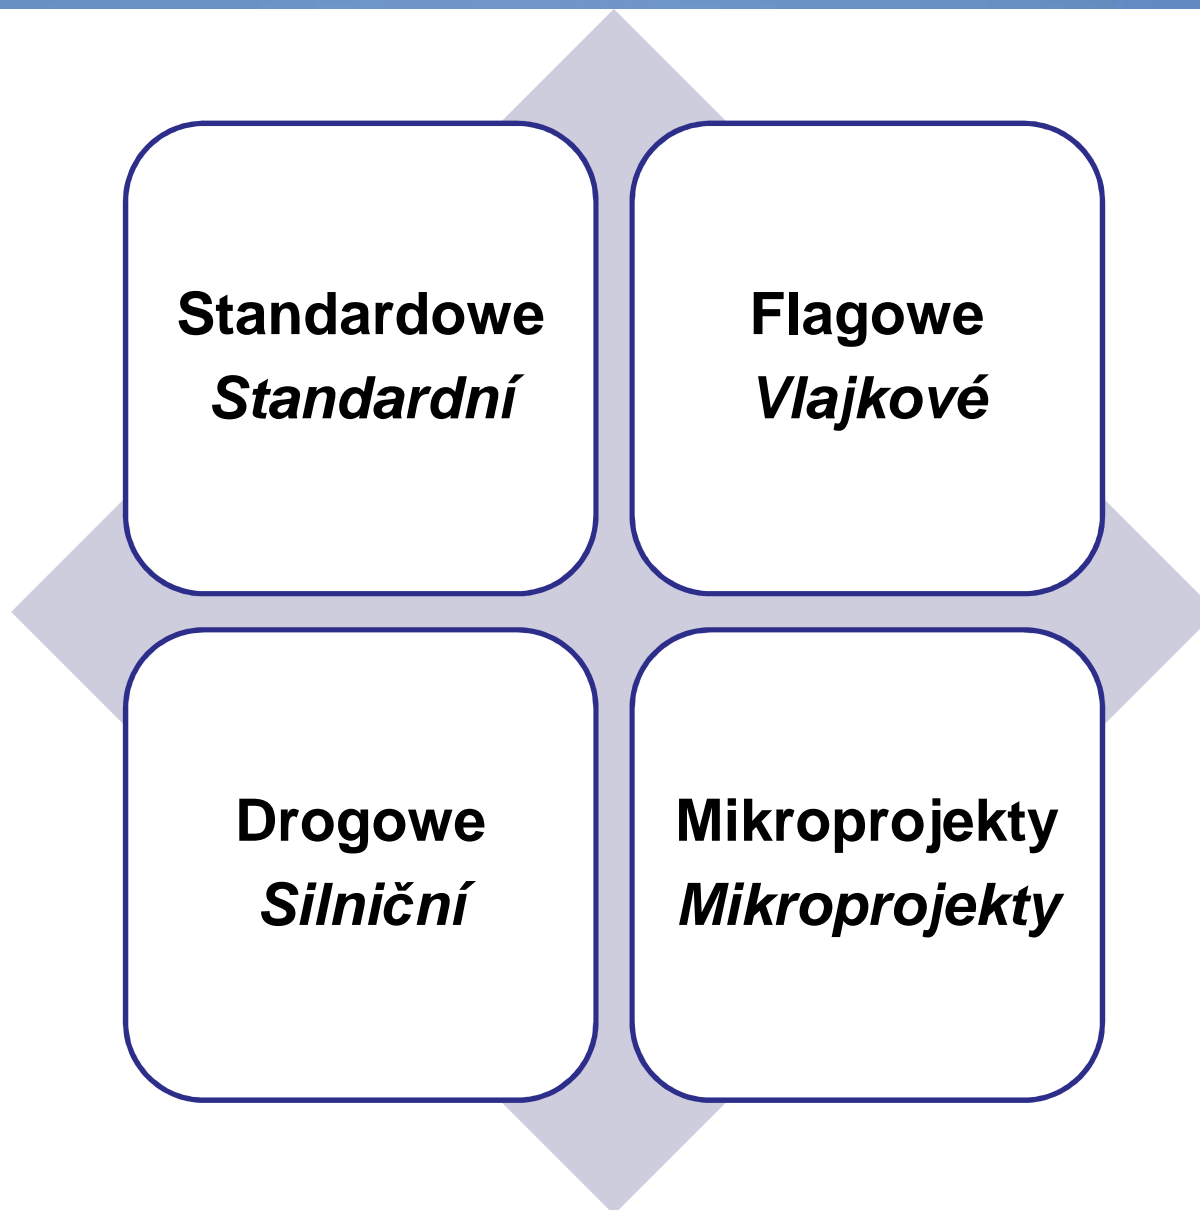 Standardowe
Standardní
Flagowe
Vlajkové
Drogowe
Silniční
Mikroprojekty
Mikroprojekty